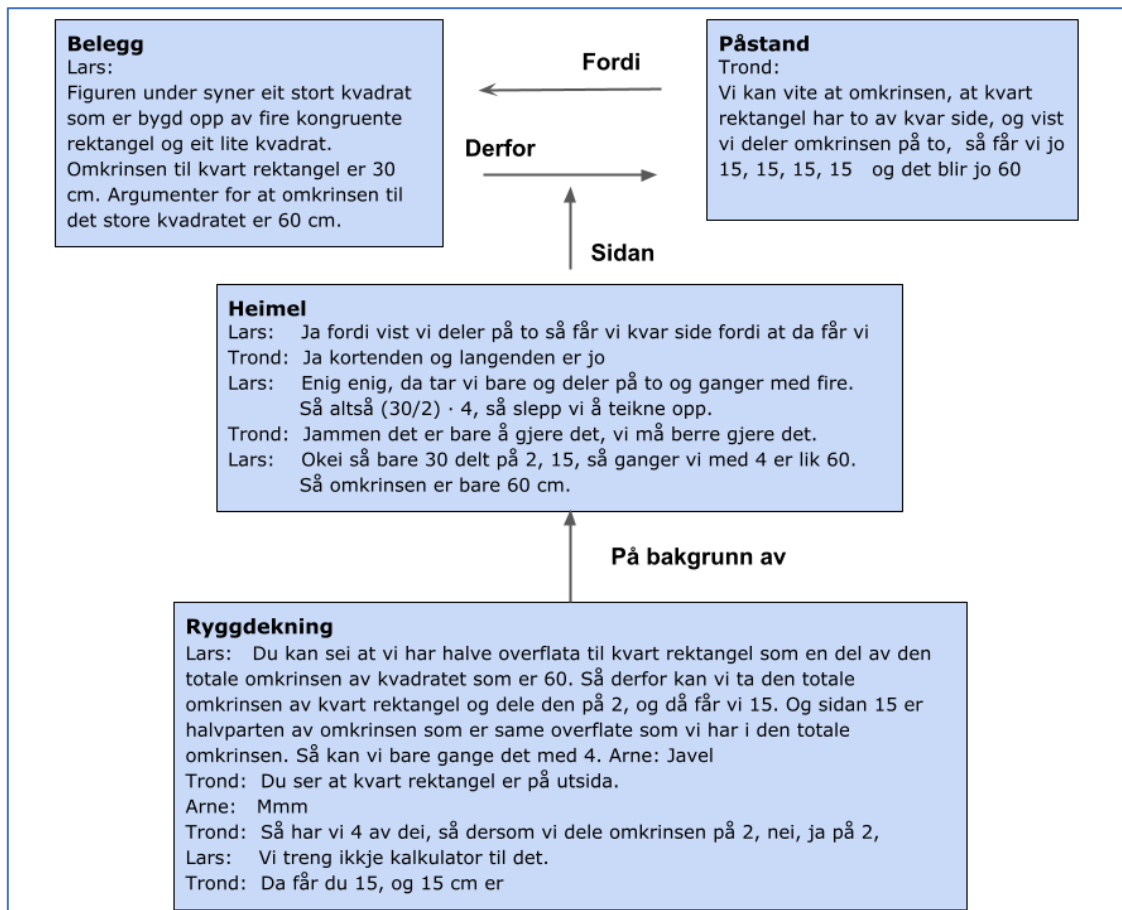 Belegg
Lars:
Figuren under syner eit stort kvadrat
som er bygd opp av fire kongruente
rektangel og eit lite kvadrat.
Omkrinsen til kvart rektangel er 30
cm. Argumenter for at omkrinsen til
det store kvadratet er 60 cm.
Fordi
Derfor
Påstand
Trond:
Vi kan vite at omkrinsen, at kvart
rektangel har to av kvar side, og vist
vi deler omkrinsen på to, så får vi jo
15, 15, 15, 15 og det blir jo 60
Sidan
Heimel
Lars: Ja fordi vist vi deler på to så får vi kvar side fordi at da får vi
Trond: Ja kortenden og langenden er jo
Lars: Enig enig, da tar vi bare og deler på to og ganger med fire.
Så altså (30/2) · 4, så slepp vi å teikne opp.
Trond: Jammen det er bare å gjere det, vi må berre gjere det.
Lars: Okei så bare 30 delt på 2, 15, så ganger vi med 4 er lik 60.
Så omkrinsen er bare 60 cm.
På bakgrunn av
Ryggdekning
Lars: Du kan sei at vi har halve overflata til kvart rektangel som en del av den
totale omkrinsen av kvadratet som er 60. Så derfor kan vi ta den totale
omkrinsen av kvart rektangel og dele den på 2, og då får vi 15. Og sidan 15 er
halvparten av omkrinsen som er same overflate som vi har i den totale
omkrinsen. Så kan vi bare gange det med 4. Arne: Javel
Trond: Du ser at kvart rektangel er på utsida.
Arne: Mmm
Trond: Så har vi 4 av dei, så dersom vi dele omkrinsen på 2, nei, ja på 2,
Lars: Vi treng ikkje kalkulator til det.
Trond: Da får du 15, og 15 cm er